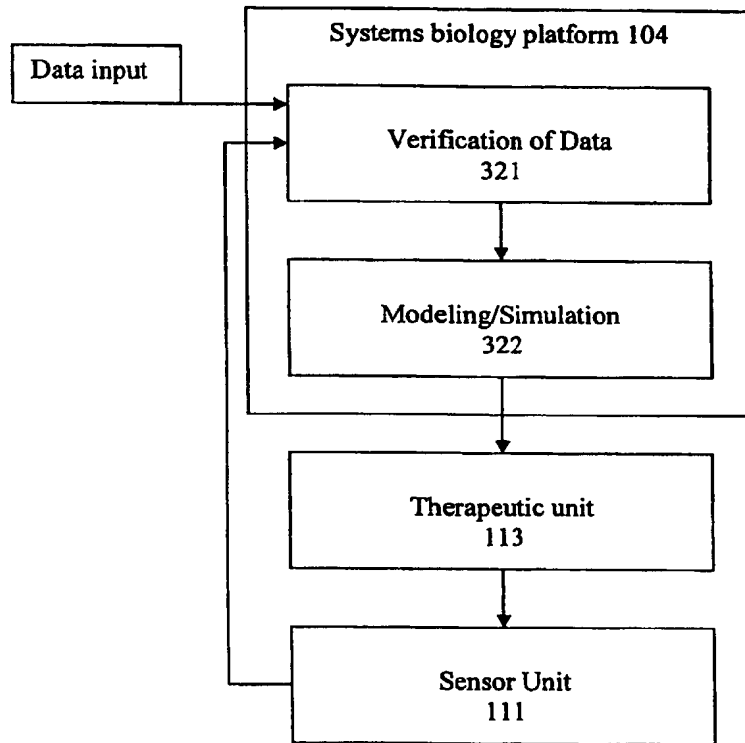 Systems biology platform 104
Data input
Verification of Data
321
Modeling/Simulation
322
Therapeutic unit
113
Sensor Unit
111